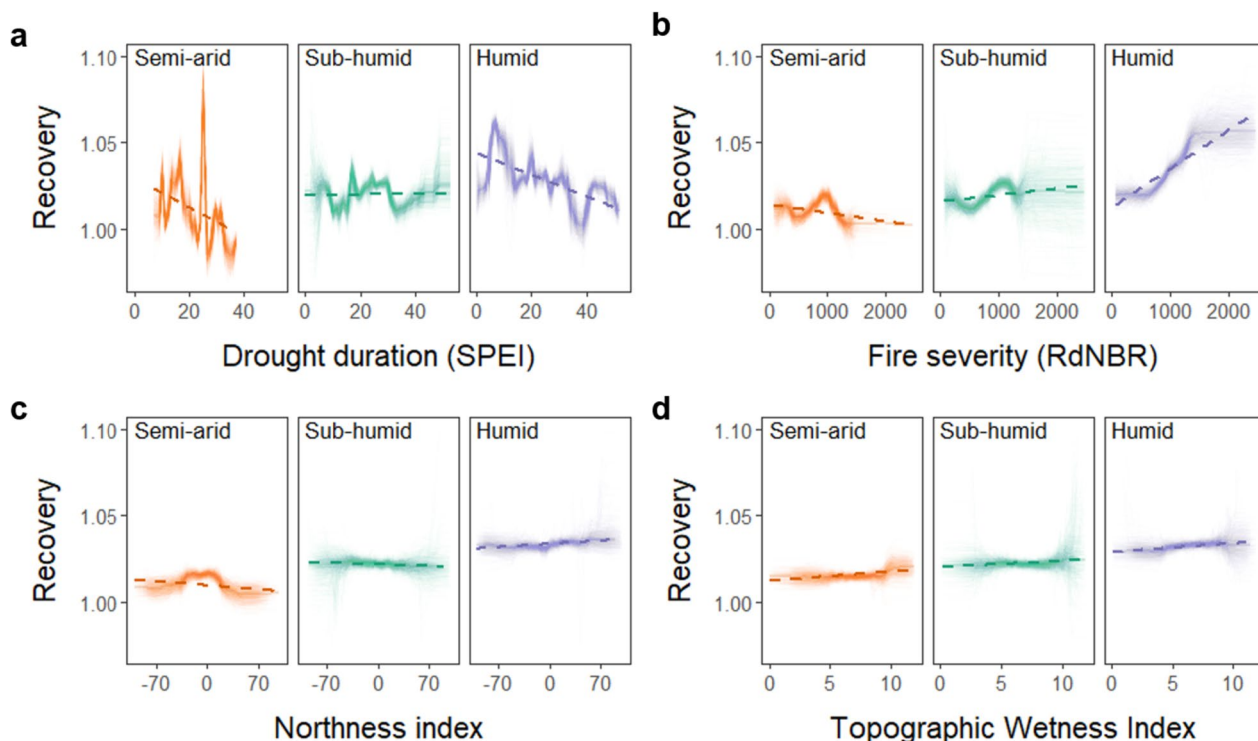 a
Semi-arid
Sub-humid
Humid
1.10
1.05
1.00
Recovery
0 20 40
0 20 40
0 20 40
Drought duration (SPEI)
b
Semi-arid
Sub-humid
Humid
1.10
1.05
1.00
Recovery
0 1000 2000
0 1000 2000
0 1000 2000
Fire severity (RdNBR)
c
Semi-arid
Sub-humid
Humid
1.10
1.05
1.00
Recovery
-70 0 70
-70 0 70
-70 0 70
Northness index
d
Semi-arid
Sub-humid
Humid
1.10
1.05
1.00
Recovery
0 5 10
0 5 10
0 5 10
Topographic Wetness Index